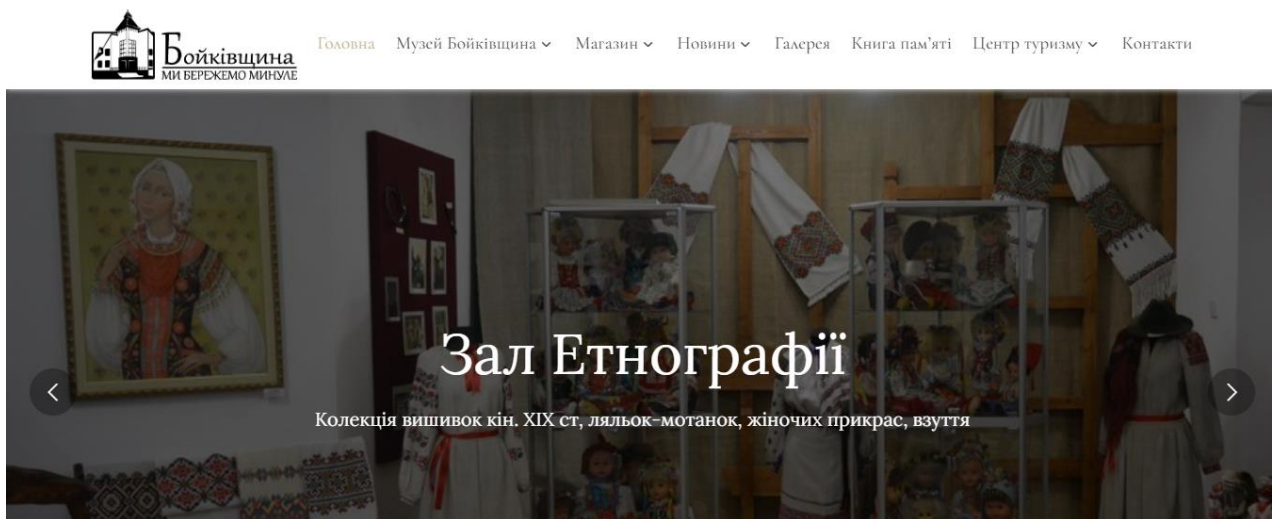 Бойківщина
МИ БЕРЕЖЕМО МИНУЛЕ
Головна Музей Бойківщина Магазин Новини Галерея Книга пам’яті Центр туризму Контакти
Зал Етнографії
Колекція вишивок кін. XIX ст, ляльок-мотанок, жіночих прикрас, взуття